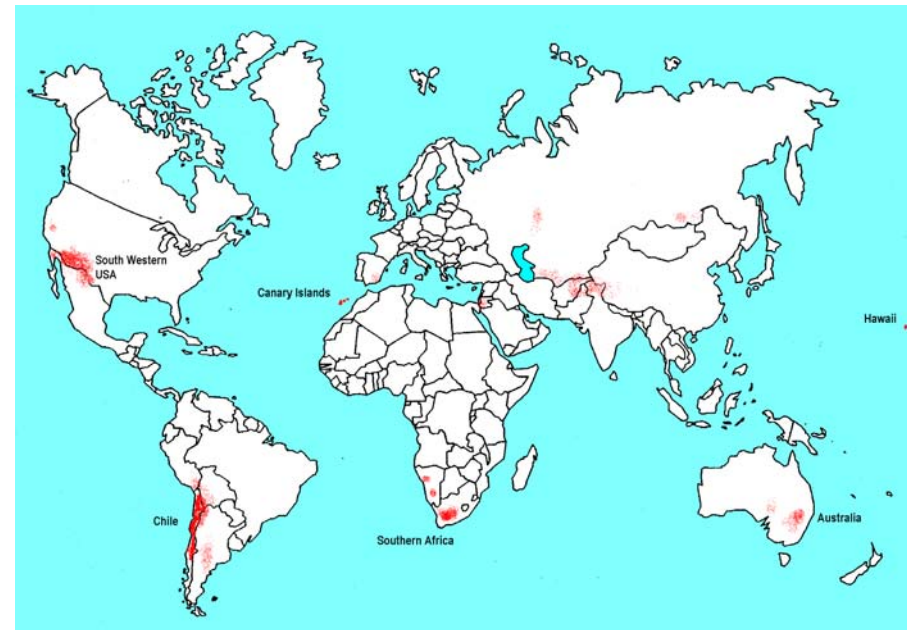 South Western
USA
Canary Islands
Hawaii
Chile
Australia
Southern Africa